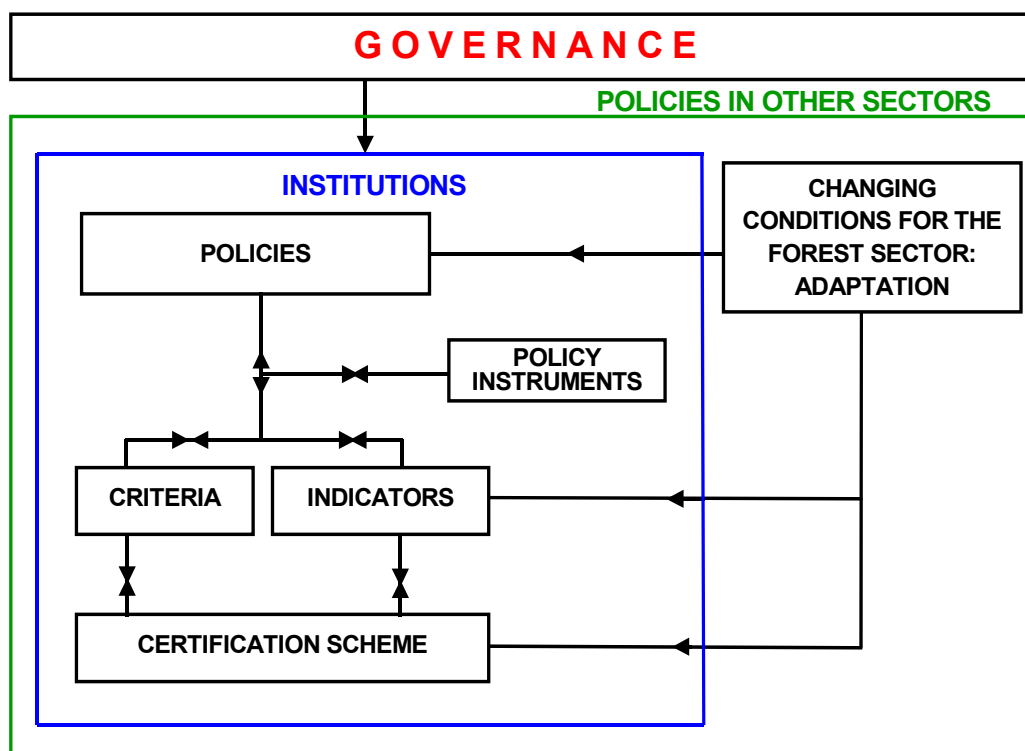 GOVERNANCE
POLICIES IN OTHER SECTORS
INSTITUTIONS
CHANGING
CONDITIONS FOR THE
FOREST SECTOR:
ADAPTATION
POLICIES
POLICY
INSTRUMENTS
CRITERIA
INDICATORS
CERTIFICATION SCHEME